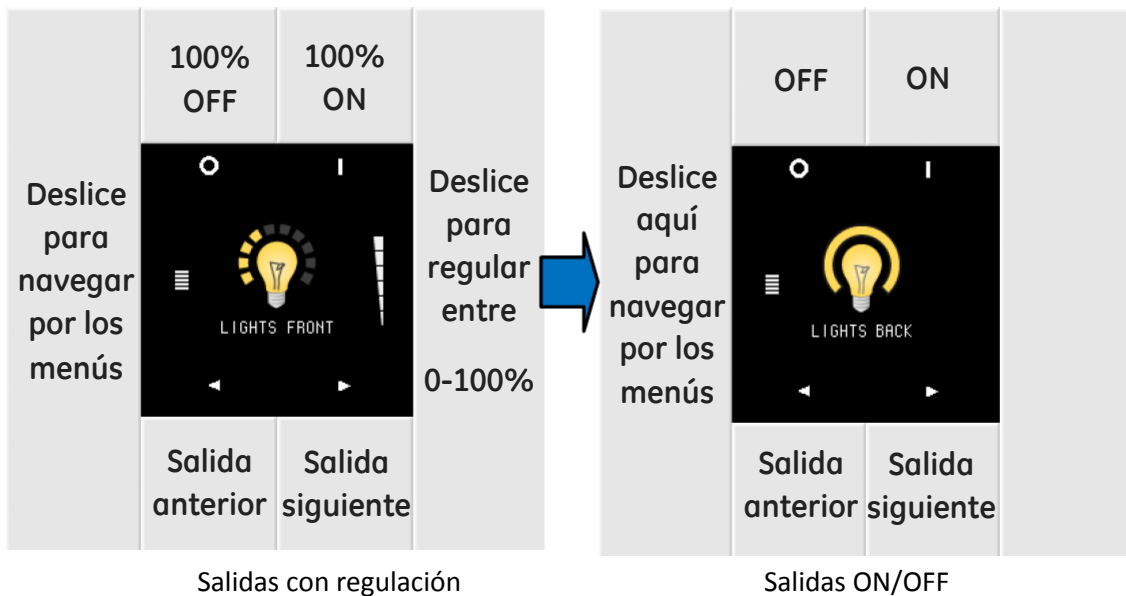 100%
OFF
100%
ON
Deslice
para
navegar
por los
menús
LIGHTS FRONT
Deslice
para
regular
entre
0-100%
Salida
anterior
Salida
siguiente
Salidas con regulación
OFF
ON
Deslice
aquí
para
navegar
por los
menús
LIGHTS BACK
Salida
anterior
Salida
siguiente
Salidas ON/OFF